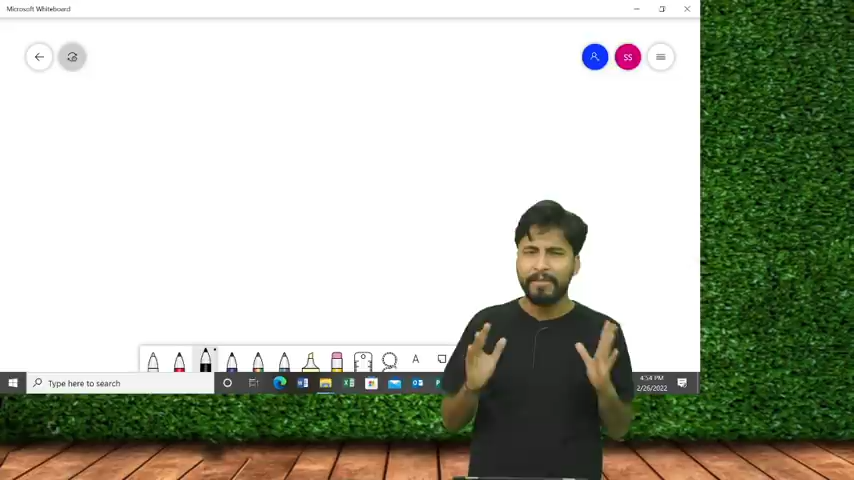 Microsoft Whiteboard
SS
A
Type here to search
4:54 PM
2/26/2022